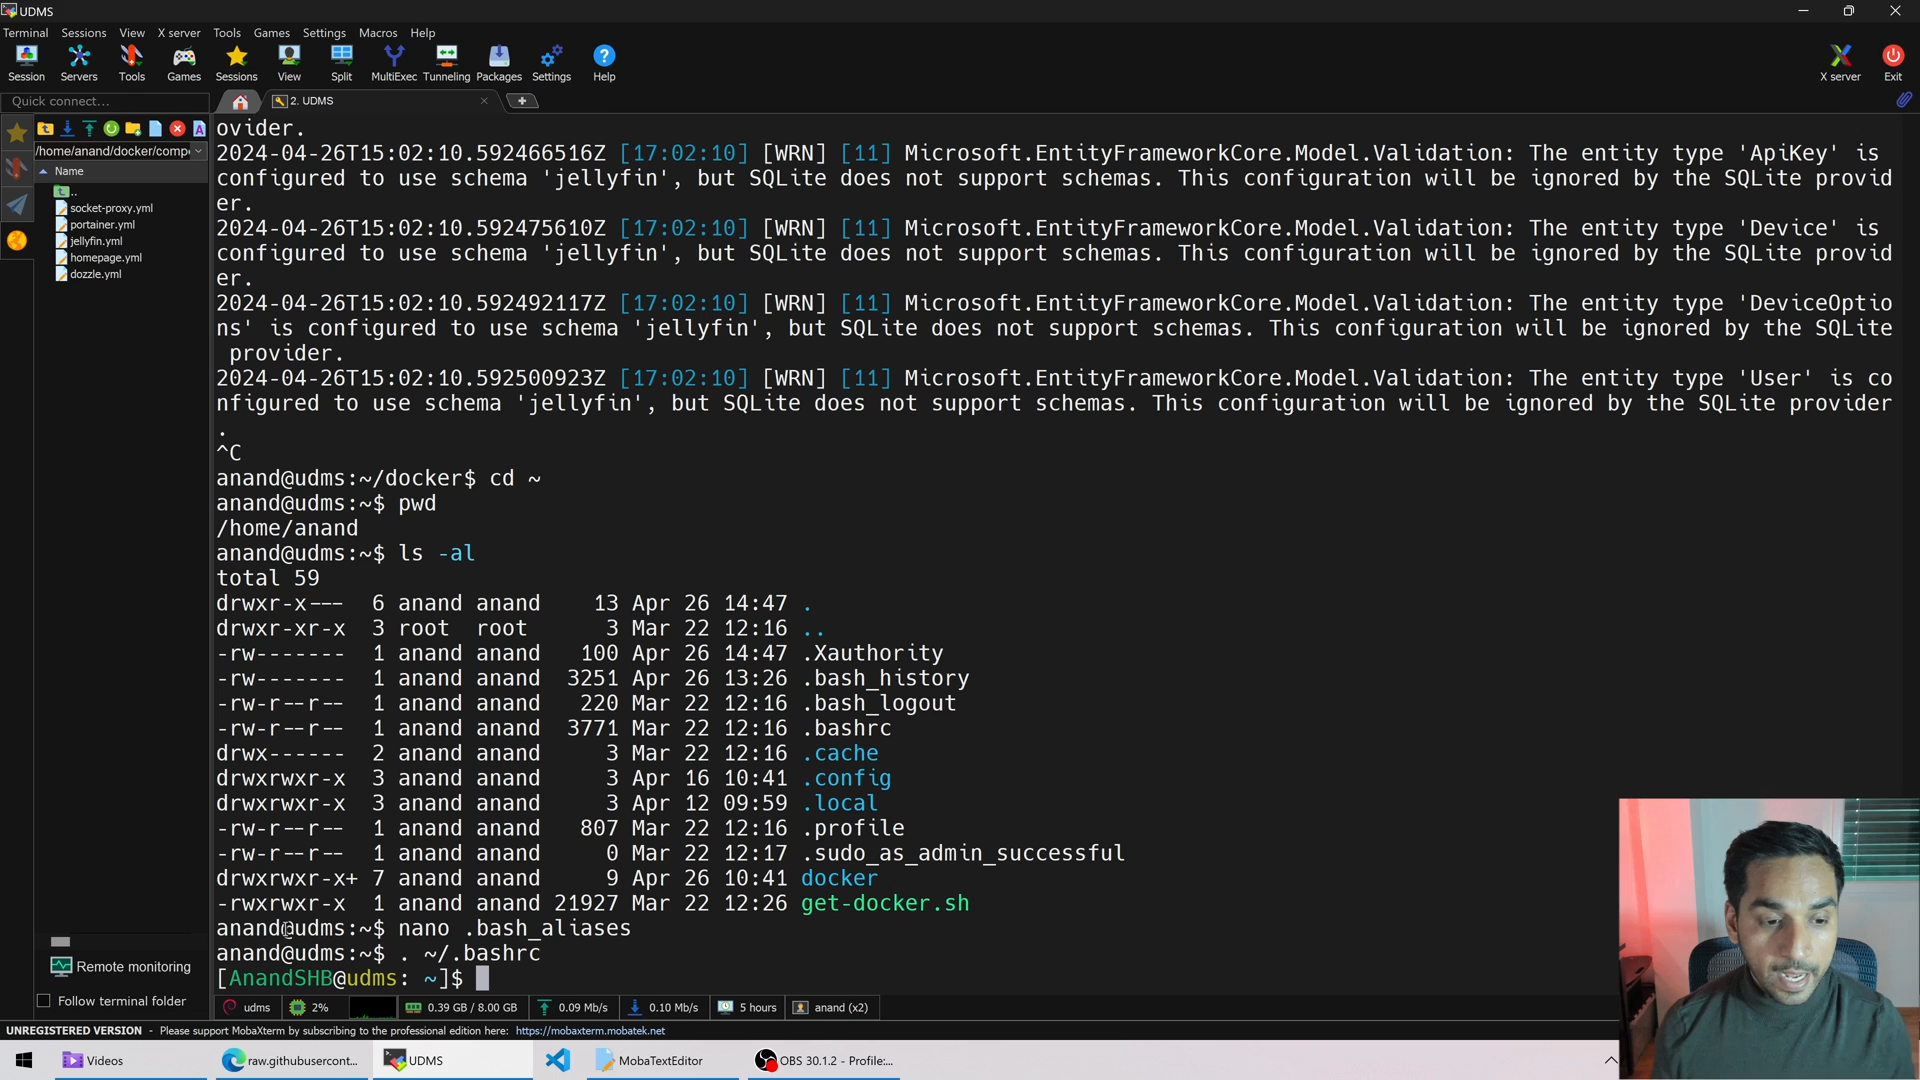 UDMS
Terminal Sessions View X server Tools Games Settings Macros Help
Session Servers Tools Games Sessions View Split MultiExec Tunneling Packages Settings Help X server Exit
Quick connect...
2. UDMS
/home/anand/docker/comp
Name
..
socket-proxy.yml
portainer.yml
jellyfin.yml
homepage.yml
dozzle.yml
ovider.
2024-04-26T15:02:10.592466516Z [17:02:10] [WRN] [11] Microsoft.EntityFrameworkCore.Model.Validation: The entity type 'ApiKey' is
configured to use schema 'jellyfin', but SQLite does not support schemas. This configuration will be ignored by the SQLite provid
er.
2024-04-26T15:02:10.592475610Z [17:02:10] [WRN] [11] Microsoft.EntityFrameworkCore.Model.Validation: The entity type 'Device' is
configured to use schema 'jellyfin', but SQLite does not support schemas. This configuration will be ignored by the SQLite provid
er.
2024-04-26T15:02:10.592492117Z [17:02:10] [WRN] [11] Microsoft.EntityFrameworkCore.Model.Validation: The entity type 'DeviceOptio
ns' is configured to use schema 'jellyfin', but SQLite does not support schemas. This configuration will be ignored by the SQLite
provider.
2024-04-26T15:02:10.592500923Z [17:02:10] [WRN] [11] Microsoft.EntityFrameworkCore.Model.Validation: The entity type 'User' is co
nfigured to use schema 'jellyfin', but SQLite does not support schemas. This configuration will be ignored by the SQLite provider
.
^C
anand@udms:~/docker$ cd ~
anand@udms:~$ pwd
/home/anand
anand@udms:~$ ls -al
total 59
drwxr-x--- 6 anand anand 13 Apr 26 14:47 .
drwxr-xr-x 3 root root 3 Mar 22 12:16 ..
-rw------- 1 anand anand 100 Apr 26 14:47 .Xauthority
-rw------- 1 anand anand 3251 Apr 26 13:26 .bash_history
-rw-r--r-- 1 anand anand 220 Mar 22 12:16 .bash_logout
-rw-r--r-- 1 anand anand 3771 Mar 22 12:16 .bashrc
drwx------ 2 anand anand 3 Mar 22 12:16 .cache
drwxrwxr-x 3 anand anand 3 Apr 16 10:41 .config
drwxrwxr-x 3 anand anand 3 Apr 12 09:59 .local
-rw-r--r-- 1 anand anand 807 Mar 22 12:16 .profile
-rw-r--r-- 1 anand anand 0 Mar 22 12:17 .sudo_as_admin_successful
drwxrwxr-x+ 7 anand anand 9 Apr 26 10:41 docker
-rwxrwxr-x 1 anand anand 21927 Mar 22 12:26 get-docker.sh
anand@udms:~$ nano .bash_aliases
anand@udms:~$ . ~/.bashrc
[AnandSHB@udms: ~]$
Remote monitoring
Follow terminal folder
udms 2% 0.39 GB / 8.00 GB 0.09 Mb/s 0.10 Mb/s 5 hours anand (x2)
UNREGISTERED VERSION - Please support MobaXterm by subscribing to the professional edition here: https://mobaxterm.mobatek.net
Videos raw.githubusercont... UDMS MobaTextEditor OBS 30.1.2 - Profile:...